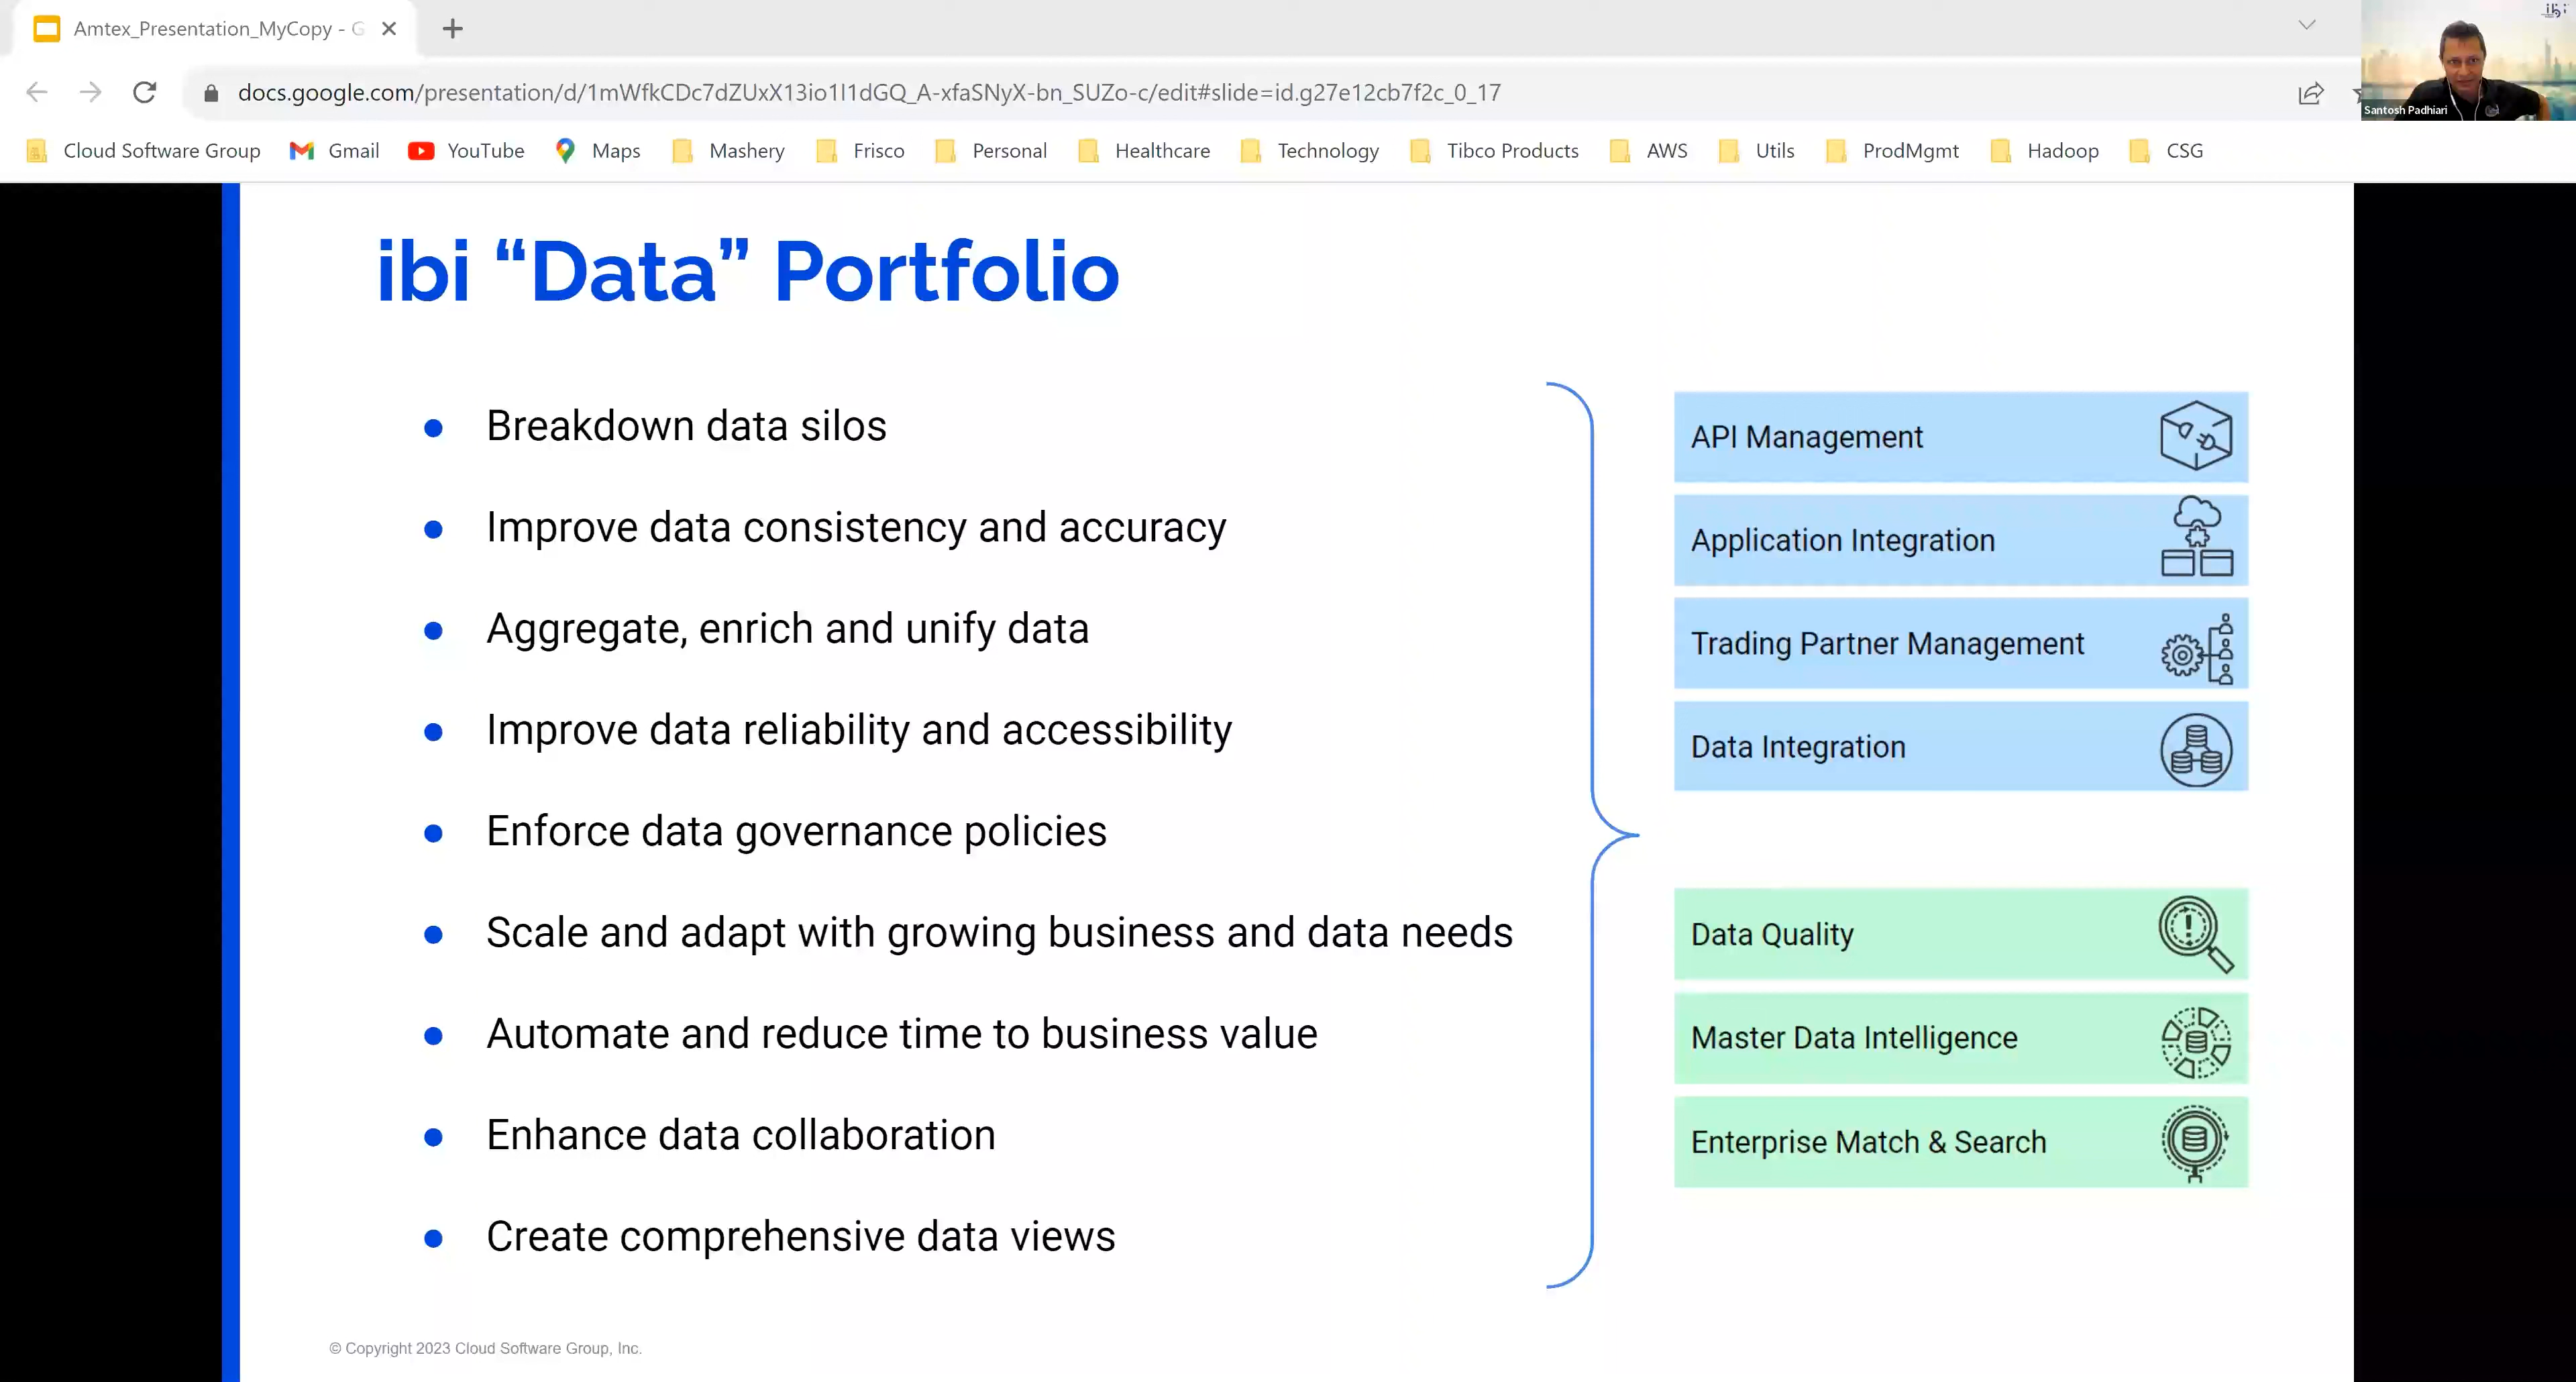 Amtex_Presentation_MyCopy - G
ibi
docs.google.com/presentation/d/1mWfkCDc7dZUxX13io1l1dGQ_A-xfaSNyX-bn_SUZo-c/edit#slide=id.g27e12cb7f2c_0_17
Santosh Padhiari
Cloud Software Group Gmail YouTube Maps Mashery Frisco Personal Healthcare Technology Tibco Products AWS Utils ProdMgmt Hadoop CSG
ibi “Data” Portfolio
● Breakdown data silos
● Improve data consistency and accuracy
● Aggregate, enrich and unify data
● Improve data reliability and accessibility
● Enforce data governance policies
● Scale and adapt with growing business and data needs
● Automate and reduce time to business value
● Enhance data collaboration
● Create comprehensive data views
API Management
Application Integration
Trading Partner Management
Data Integration
Data Quality
Master Data Intelligence
Enterprise Match & Search
© Copyright 2023 Cloud Software Group, Inc.